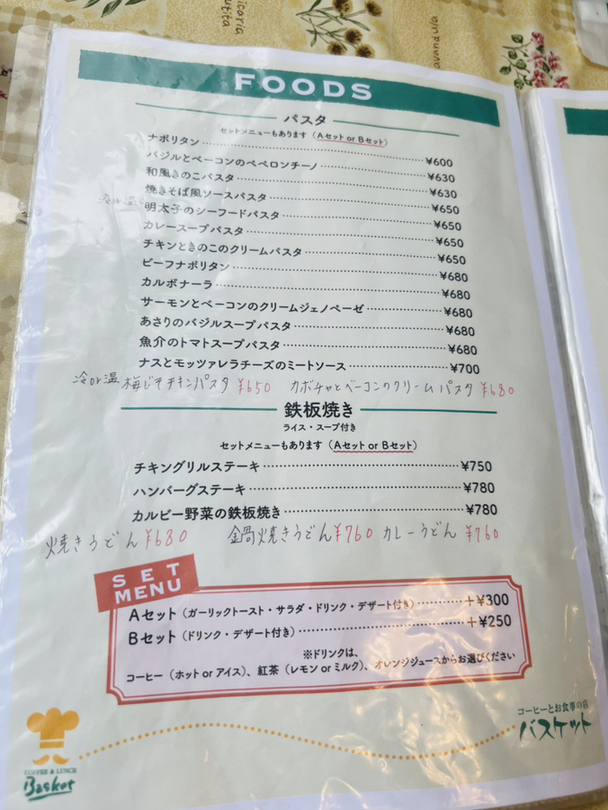 icoria
utita
avandula
FOODS
パスタ
セットメニューもあります（Aセット or Bセット）
ナポリタン ¥600
バジルとベーコンのペペロンチーノ ¥630
和風きのこパスタ ¥630
焼きそば風ソースパスタ ¥650
明太子のシーフードパスタ ¥650
カレースープパスタ ¥650
チキンときのこのクリームパスタ ¥650
ビーフナポリタン ¥680
カルボナーラ ¥680
サーモンとベーコンのクリームジェノベーゼ ¥680
あさりのバジルスープパスタ ¥680
魚介のトマトスープパスタ ¥680
ナスとモッツァレラチーズのミートソース ¥700
冷or温 梅じそチキンパスタ ¥650 カボチャとベーコンのクリームパスタ ¥680
鉄板焼き
ライス・スープ付き
セットメニューもあります（Aセット or Bセット）
チキングリルステーキ ¥750
ハンバーグステーキ ¥780
カルビー野菜の鉄板焼き ¥780
焼きうどん ¥680 鍋焼きうどん ¥760 カレーうどん ¥760
SET
MENU
Aセット（ガーリックトースト・サラダ・ドリンク・デザート付き） +¥300
Bセット（ドリンク・デザート付き） +¥250
※ドリンクは、
コーヒー（ホット or アイス）、紅茶（レモン or ミルク）、オレンジジュースからお選びください
コーヒーとお食事の店
バスケット
COFFEE & LUNCH
Basket